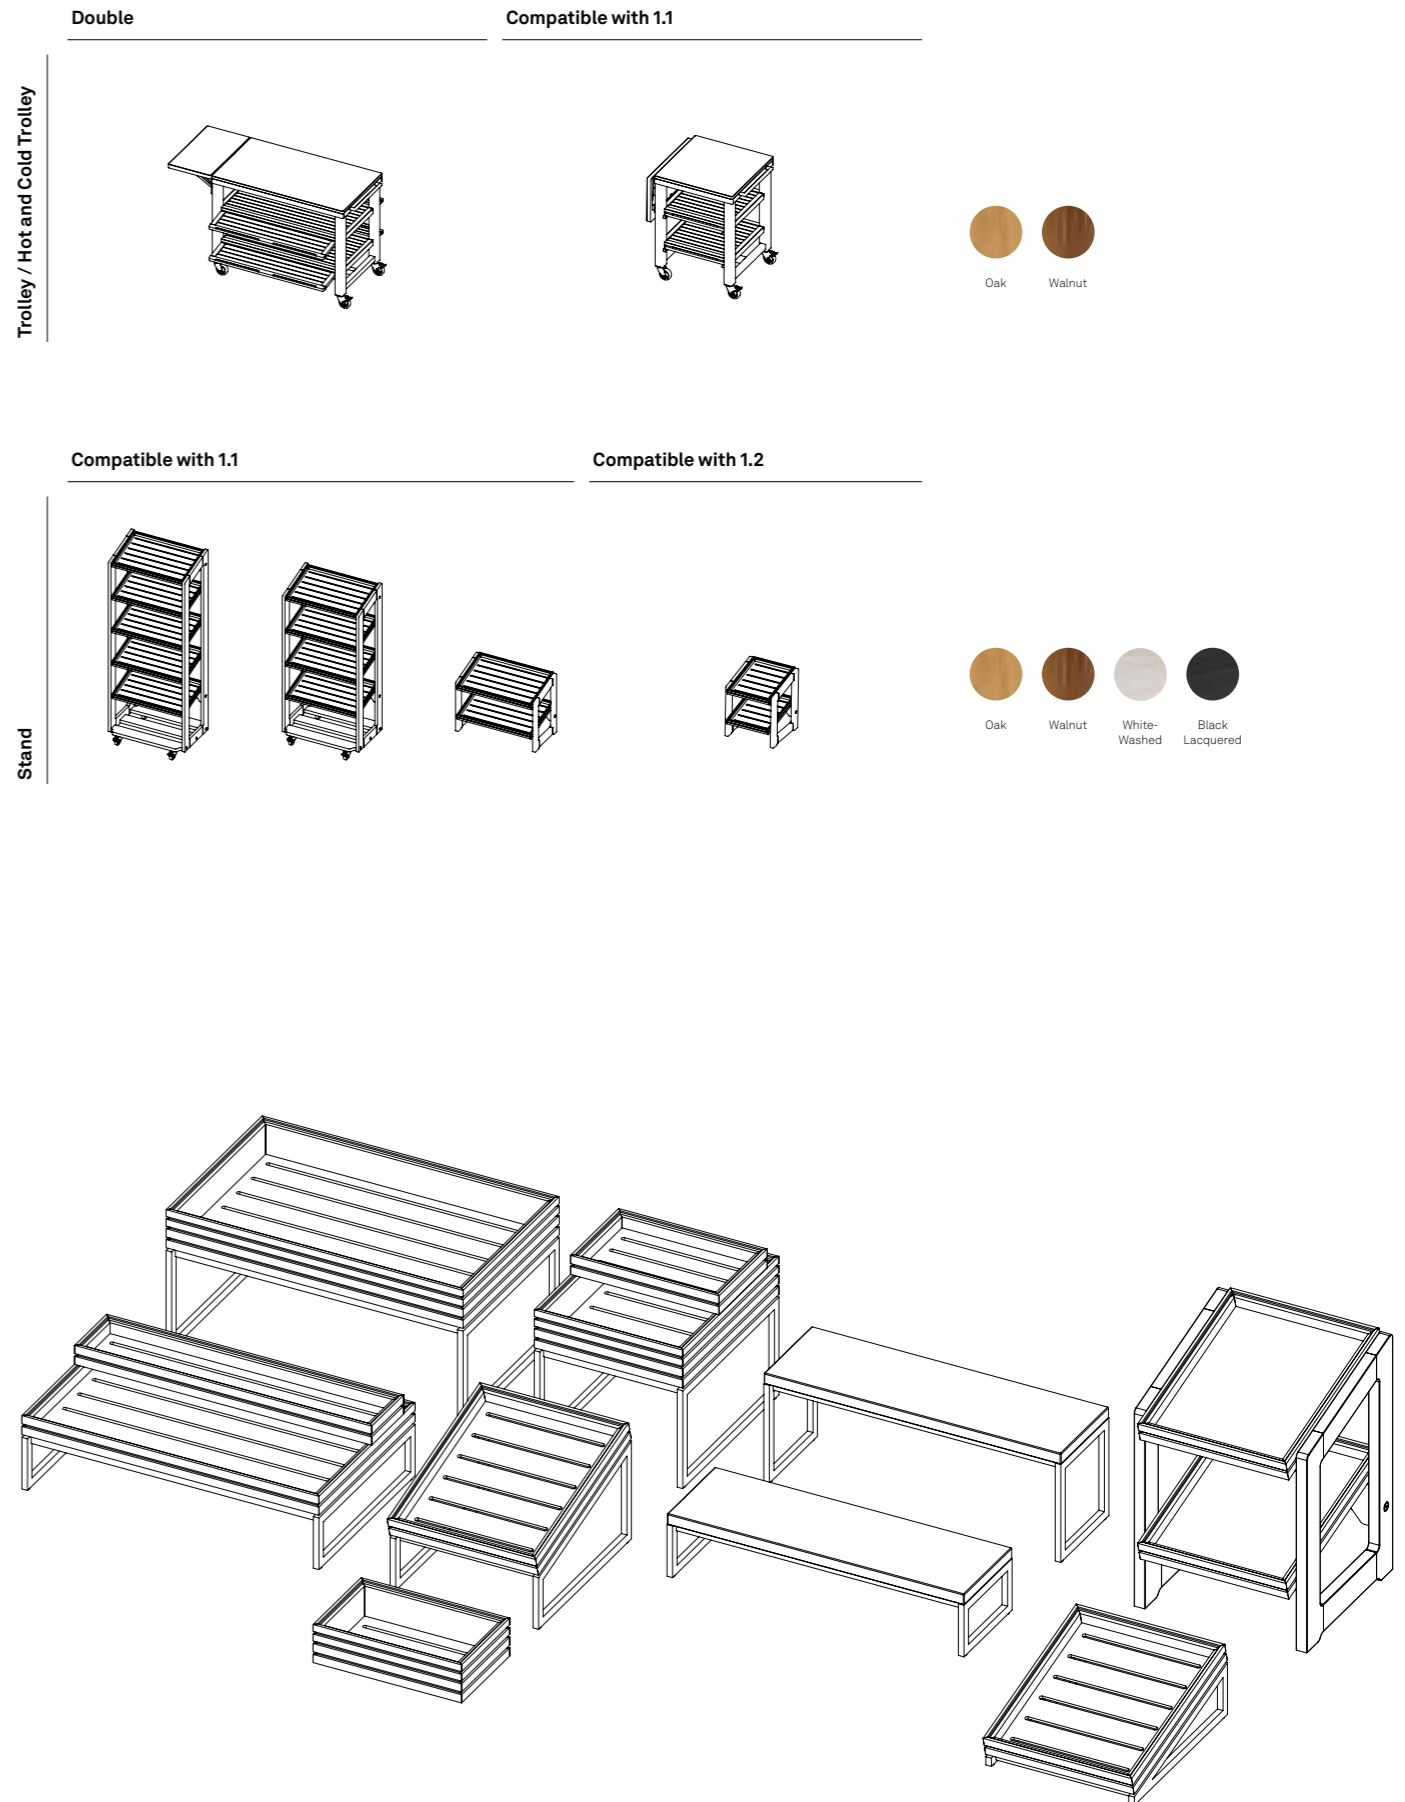 Double
Compatible with 1.1
Trolley / Hot and Cold Trolley
Oak
Walnut
Compatible with 1.1
Compatible with 1.2
Stand
Oak
Walnut
White-
Washed
Black
Lacquered